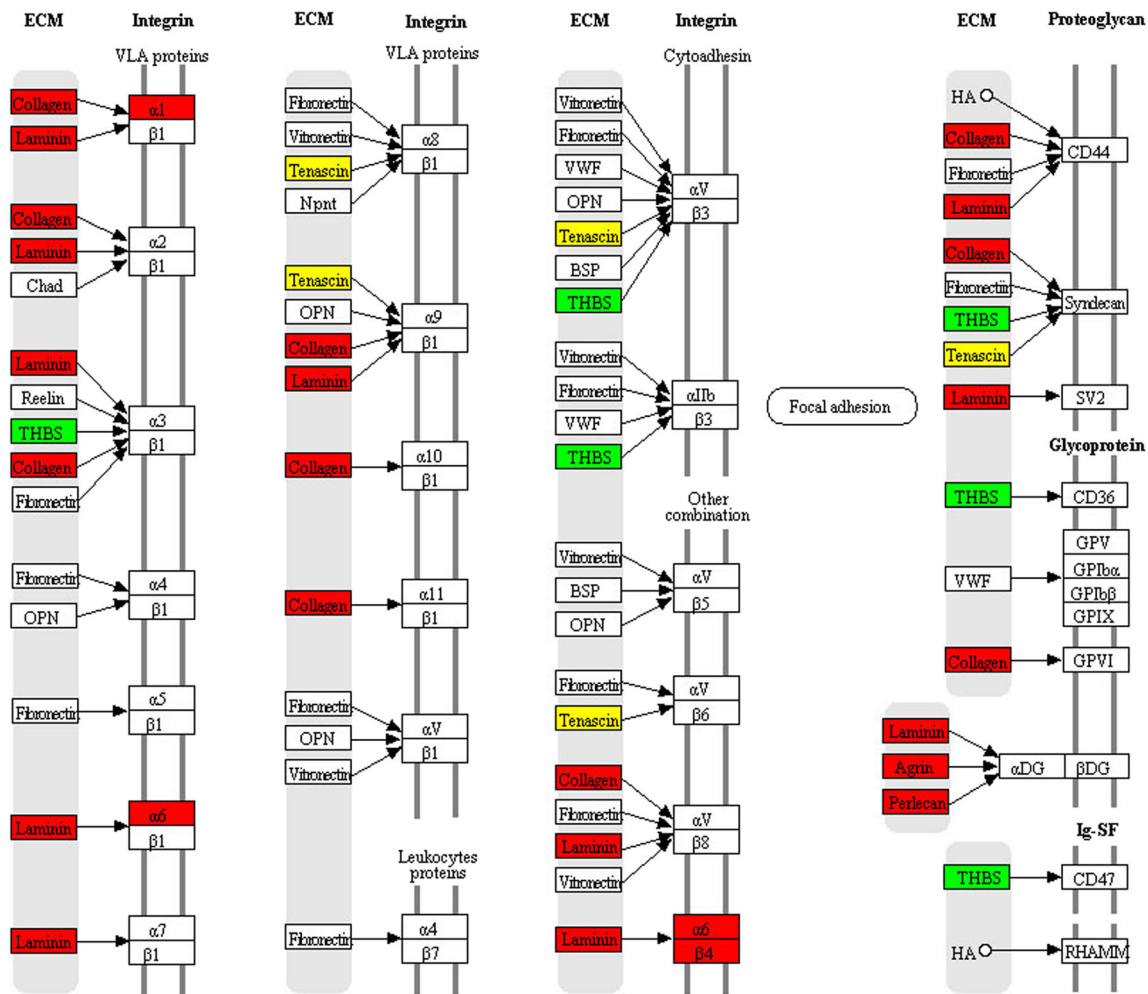 ECM
Integrin
VLA proteins
Collagen
Laminin
α1
β1
Collagen
Laminin
Chad
α2
β1
Laminin
Reelin
THBS
Collagen
Fibronectin
α3
β1
Fibronectin
OPN
α4
β1
Fibronectin
α5
β1
Laminin
α6
β1
Laminin
α7
β1
ECM
Integrin
VLA proteins
Fibronectin
Vitronectin
Tenascin
Npnt
α8
β1
Tenascin
OPN
Collagen
Laminin
α9
β1
Collagen
α10
β1
Collagen
α11
β1
Fibronectin
OPN
Vitronectin
αV
β1
Leukocytes
proteins
Fibronectin
α4
β7
ECM
Integrin
Cytoadhesin
Vitronectin
Fibronectin
VWF
OPN
Tenascin
BSP
THBS
αV
β3
Vitronectin
Fibronectin
VWF
THBS
αIIb
β3
Other
combination
Vitronectin
BSP
OPN
αV
β5
Fibronectin
Tenascin
αV
β6
Collagen
Fibronectin
Laminin
Vitronectin
αV
β8
Laminin
α6
β4
Focal adhesion
ECM
Proteoglycan
HA
Collagen
Fibronectin
Laminin
CD44
Collagen
Fibronectin
THBS
Tenascin
Syndecan
Laminin
SV2
Glycoprotein
THBS
CD36
VWF
GPV
GPIbα
GPIbβ
GPIX
Collagen
GPVI
Laminin
Agrin
Perlecan
αDG
βDG
Ig-SF
THBS
CD47
HA
RHAMM